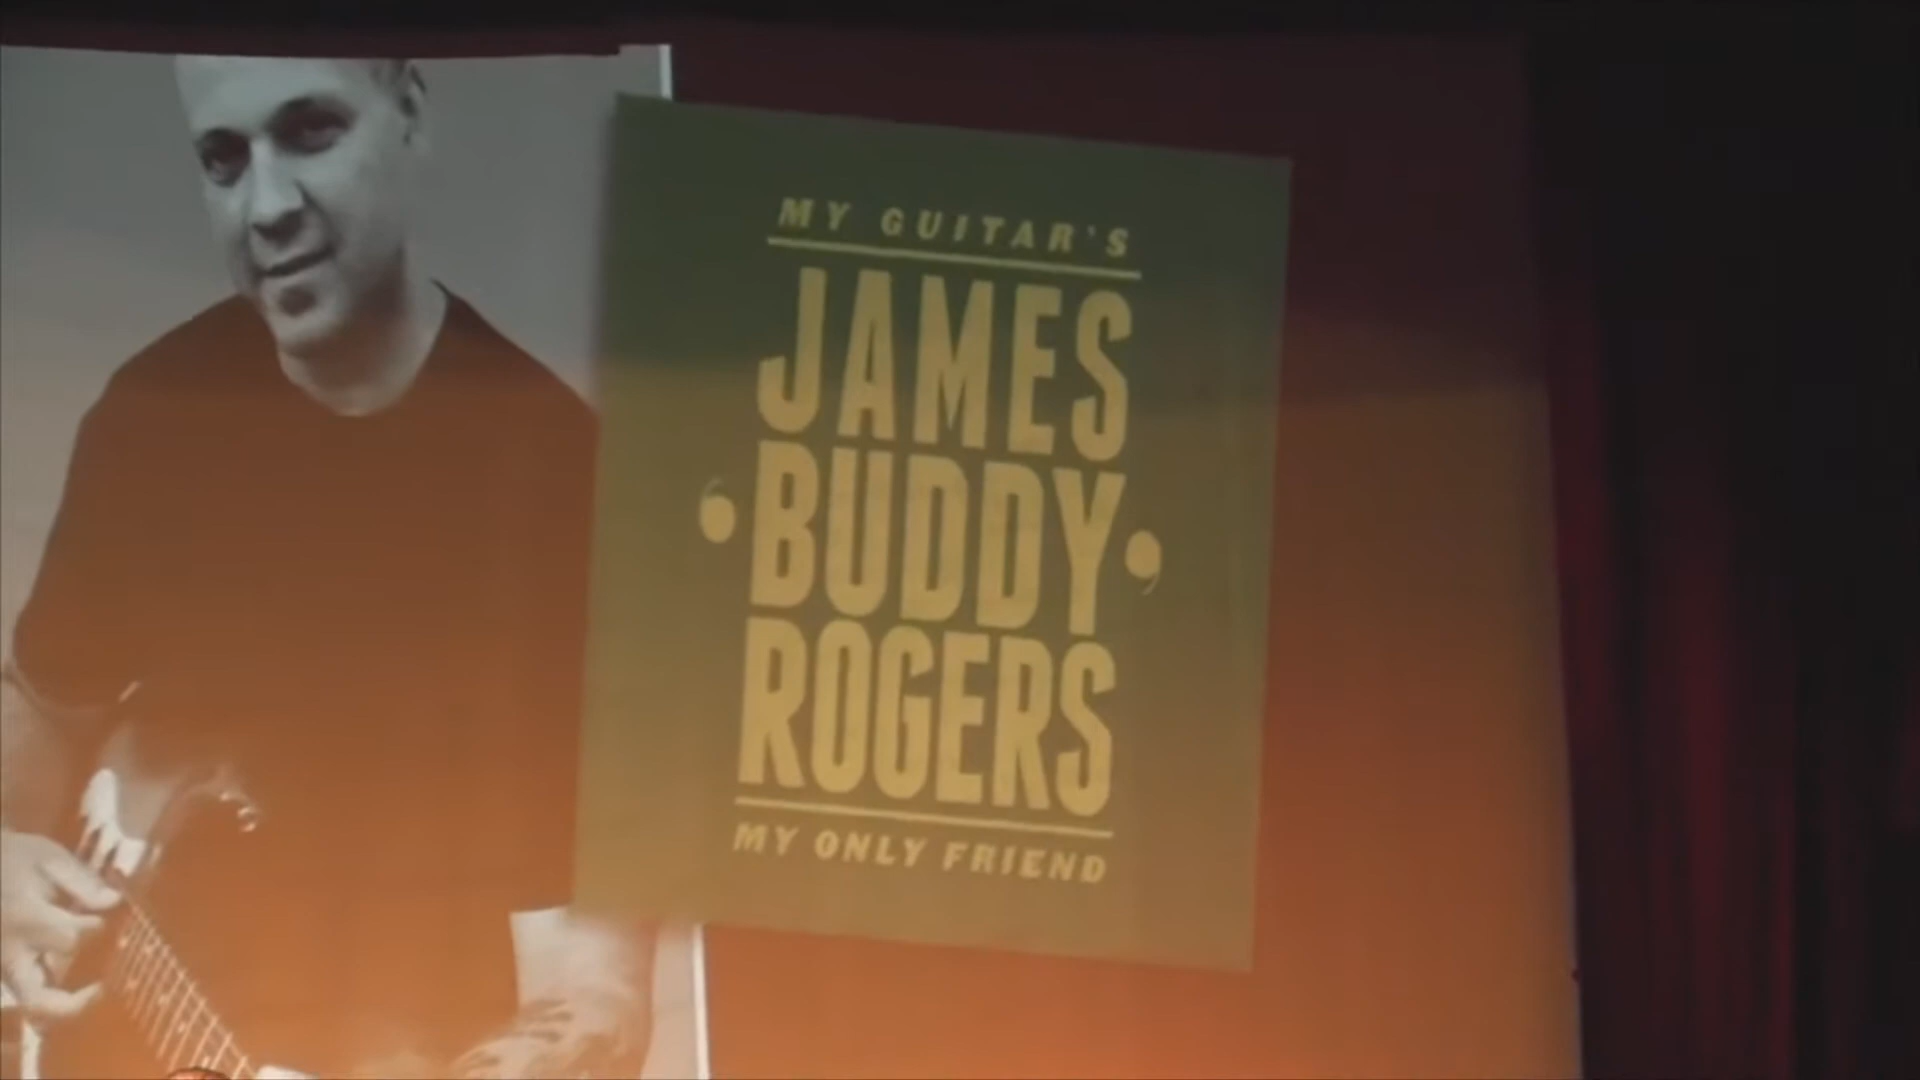 MY GUITAR'S
JAMES
‘BUDDY’
ROGERS
MY ONLY FRIEND